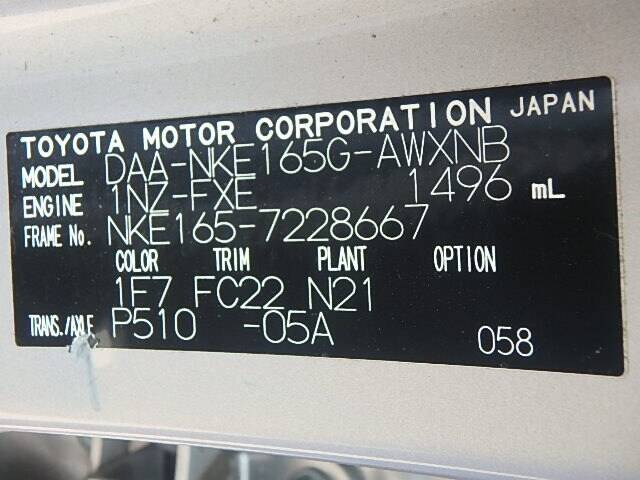 TOYOTA MOTOR CORPORATION JAPAN
MODEL DAA-NKE165G-AWXNB
ENGINE 1NZ-FXE 1496 mL
FRAME No. NKE165-7228667
COLOR TRIM PLANT OPTION
1F7 FC22 N21
TRANS./AXLE P510 -05A
058